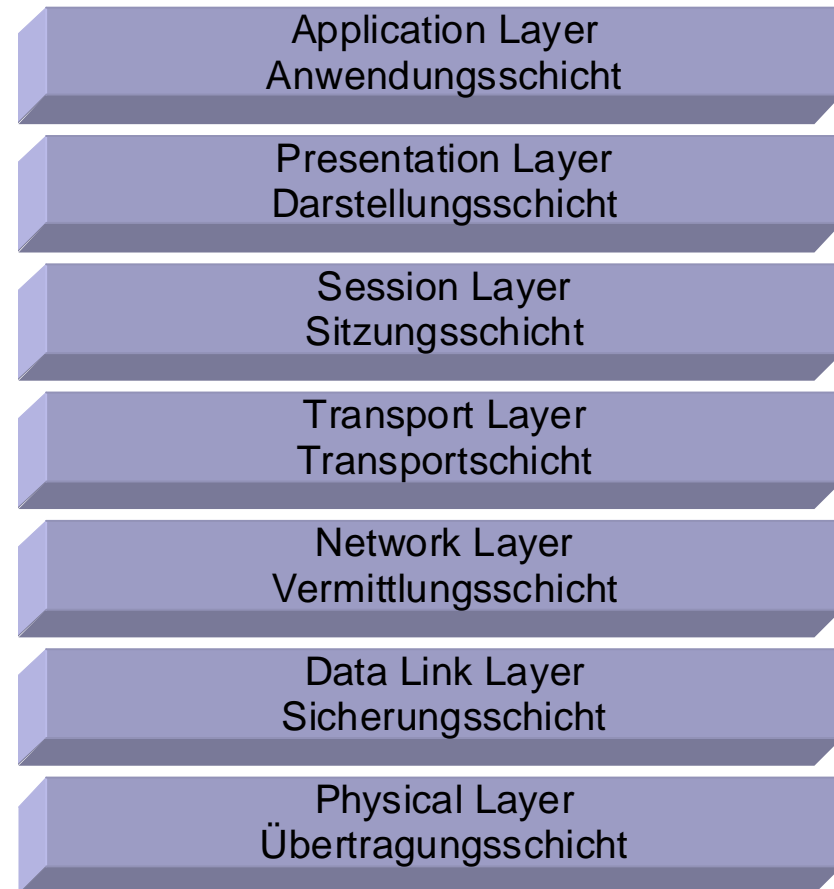 Application Layer
Anwendungsschicht
Presentation Layer
Darstellungsschicht
Session Layer
Sitzungsschicht
Transport Layer
Transportschicht
Network Layer
Vermittlungsschicht
Data Link Layer
Sicherungsschicht
Physical Layer
Übertragungsschicht